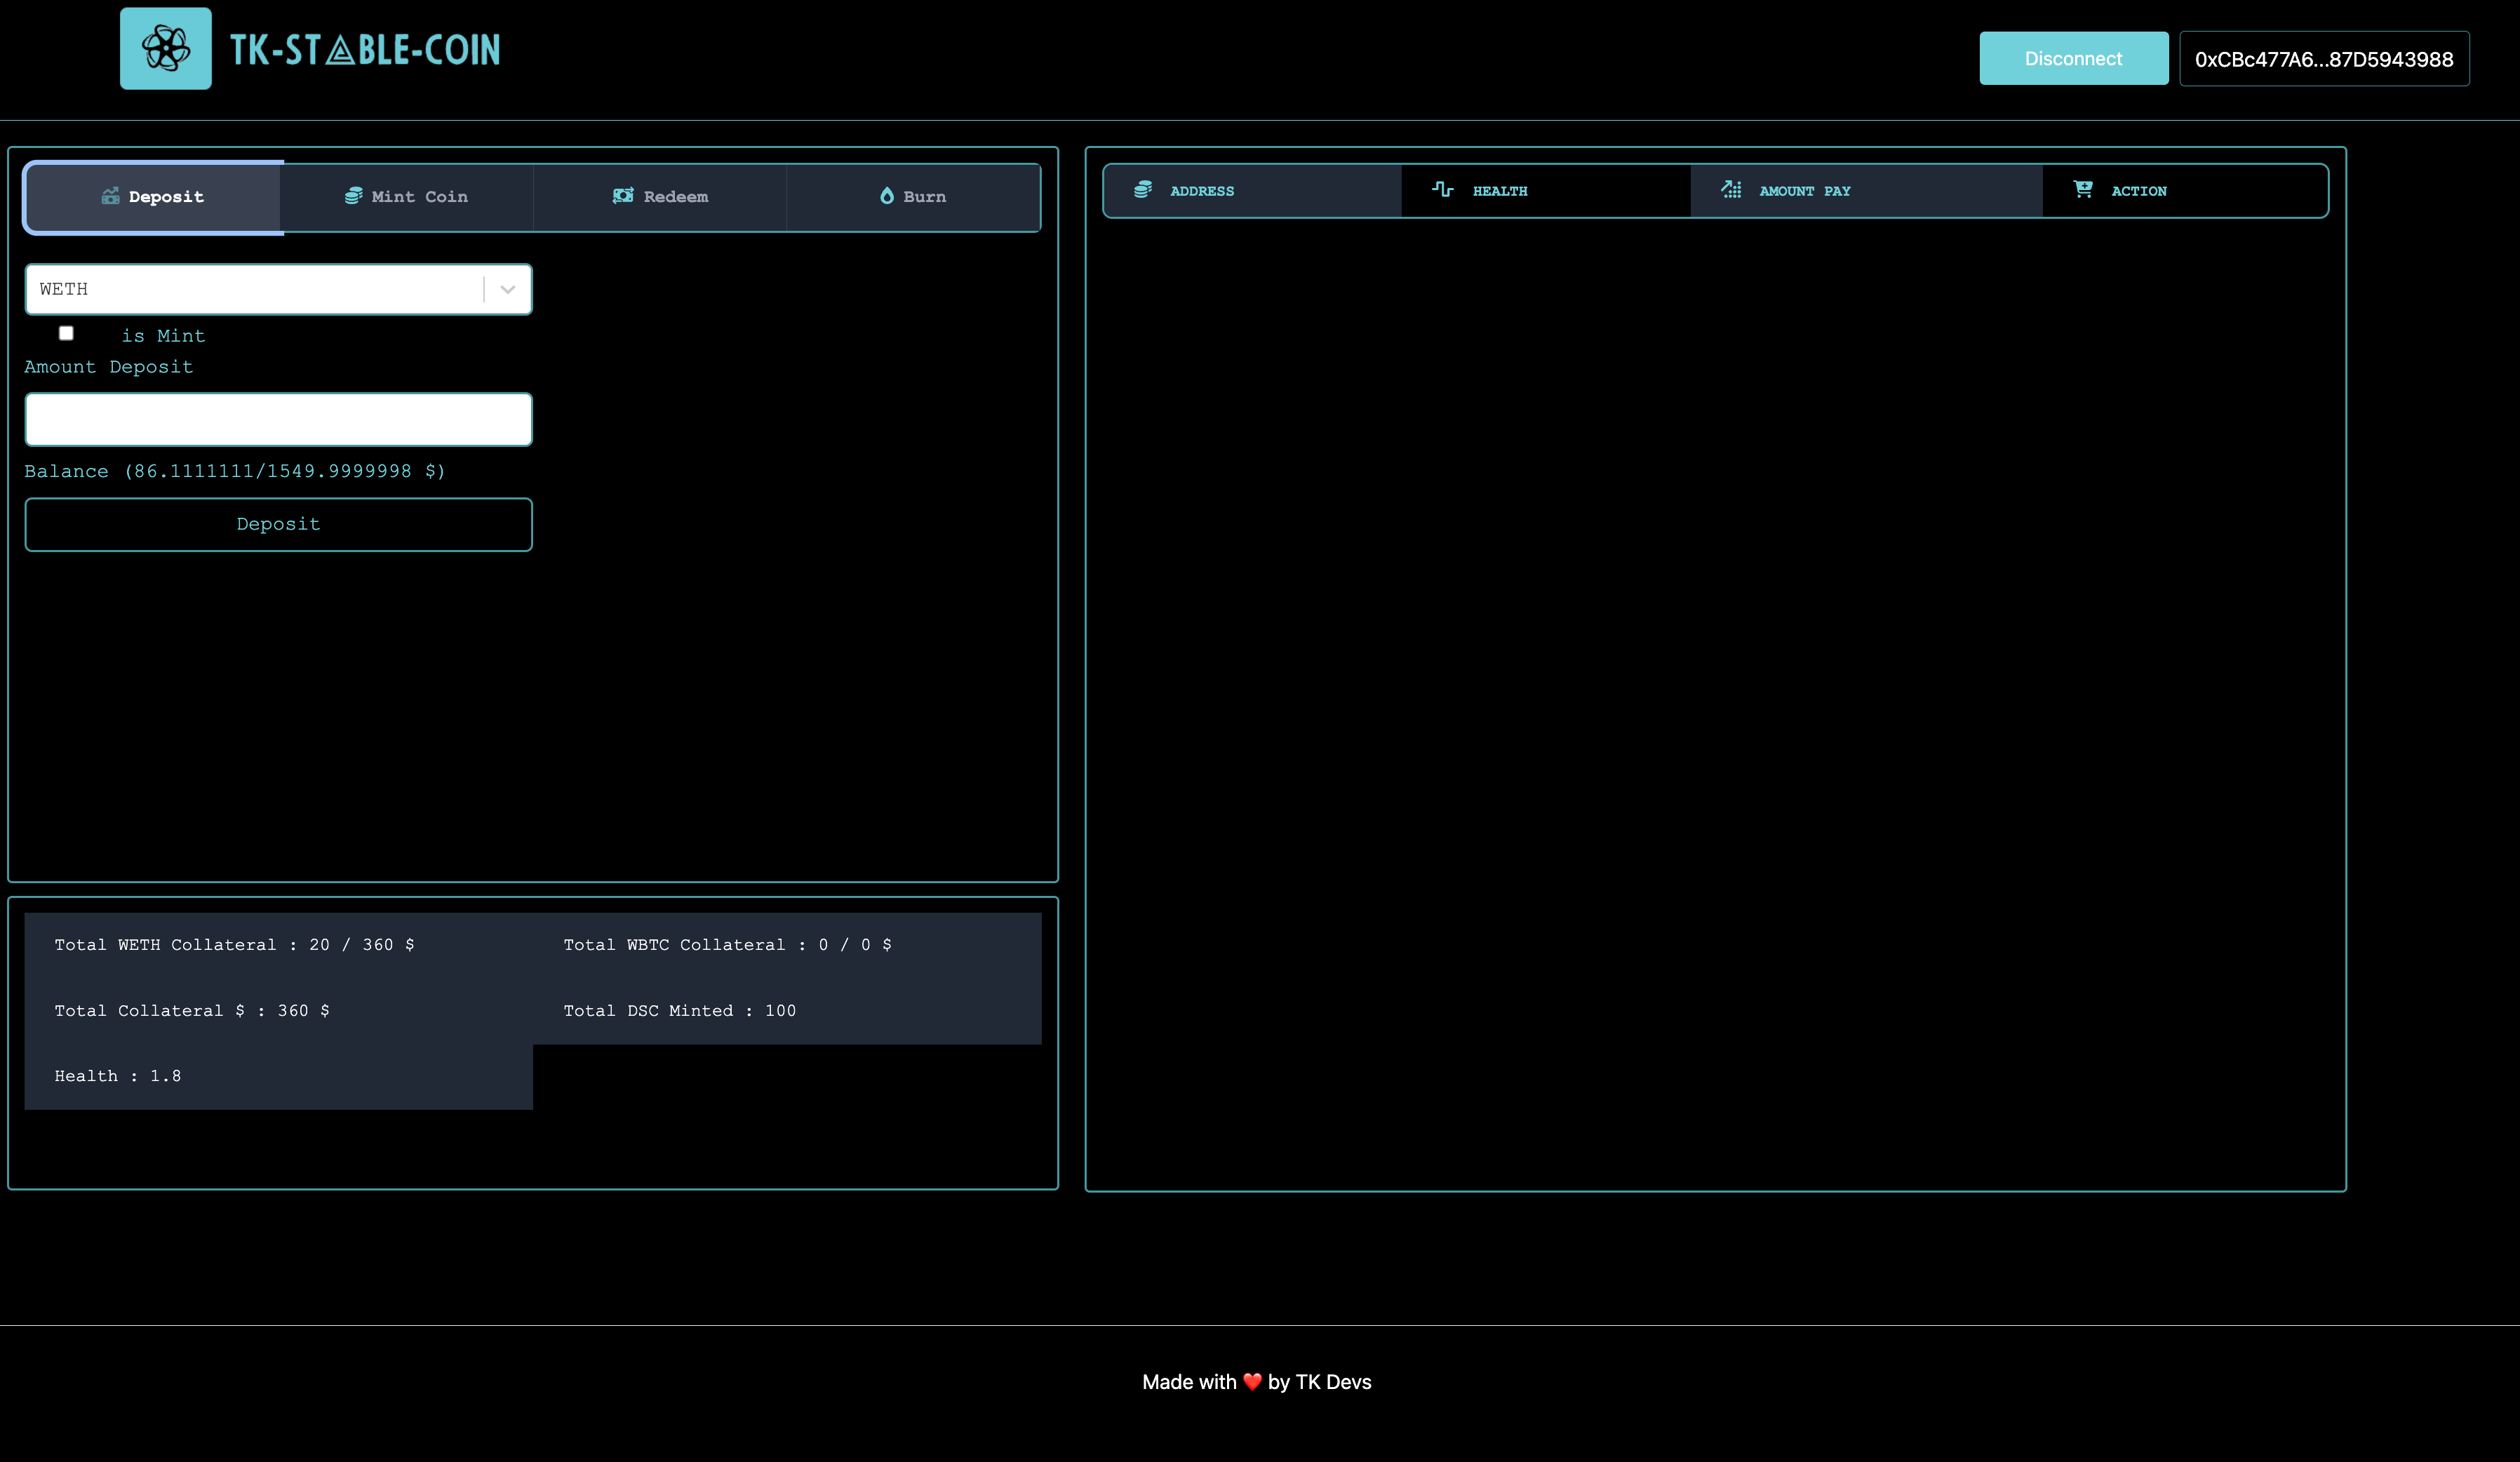 TK-STABLE-COIN
Disconnect
0xCBc477A6...87D5943988
Deposit
Mint Coin
Redeem
Burn
WETH
is Mint
Amount Deposit
Balance (86.1111111/1549.9999998 $)
Deposit
ADDRESS
HEALTH
AMOUNT PAY
ACTION
Total WETH Collateral : 20 / 360 $
Total WBTC Collateral : 0 / 0 $
Total Collateral $ : 360 $
Total DSC Minted : 100
Health : 1.8
Made with ❤️ by TK Devs